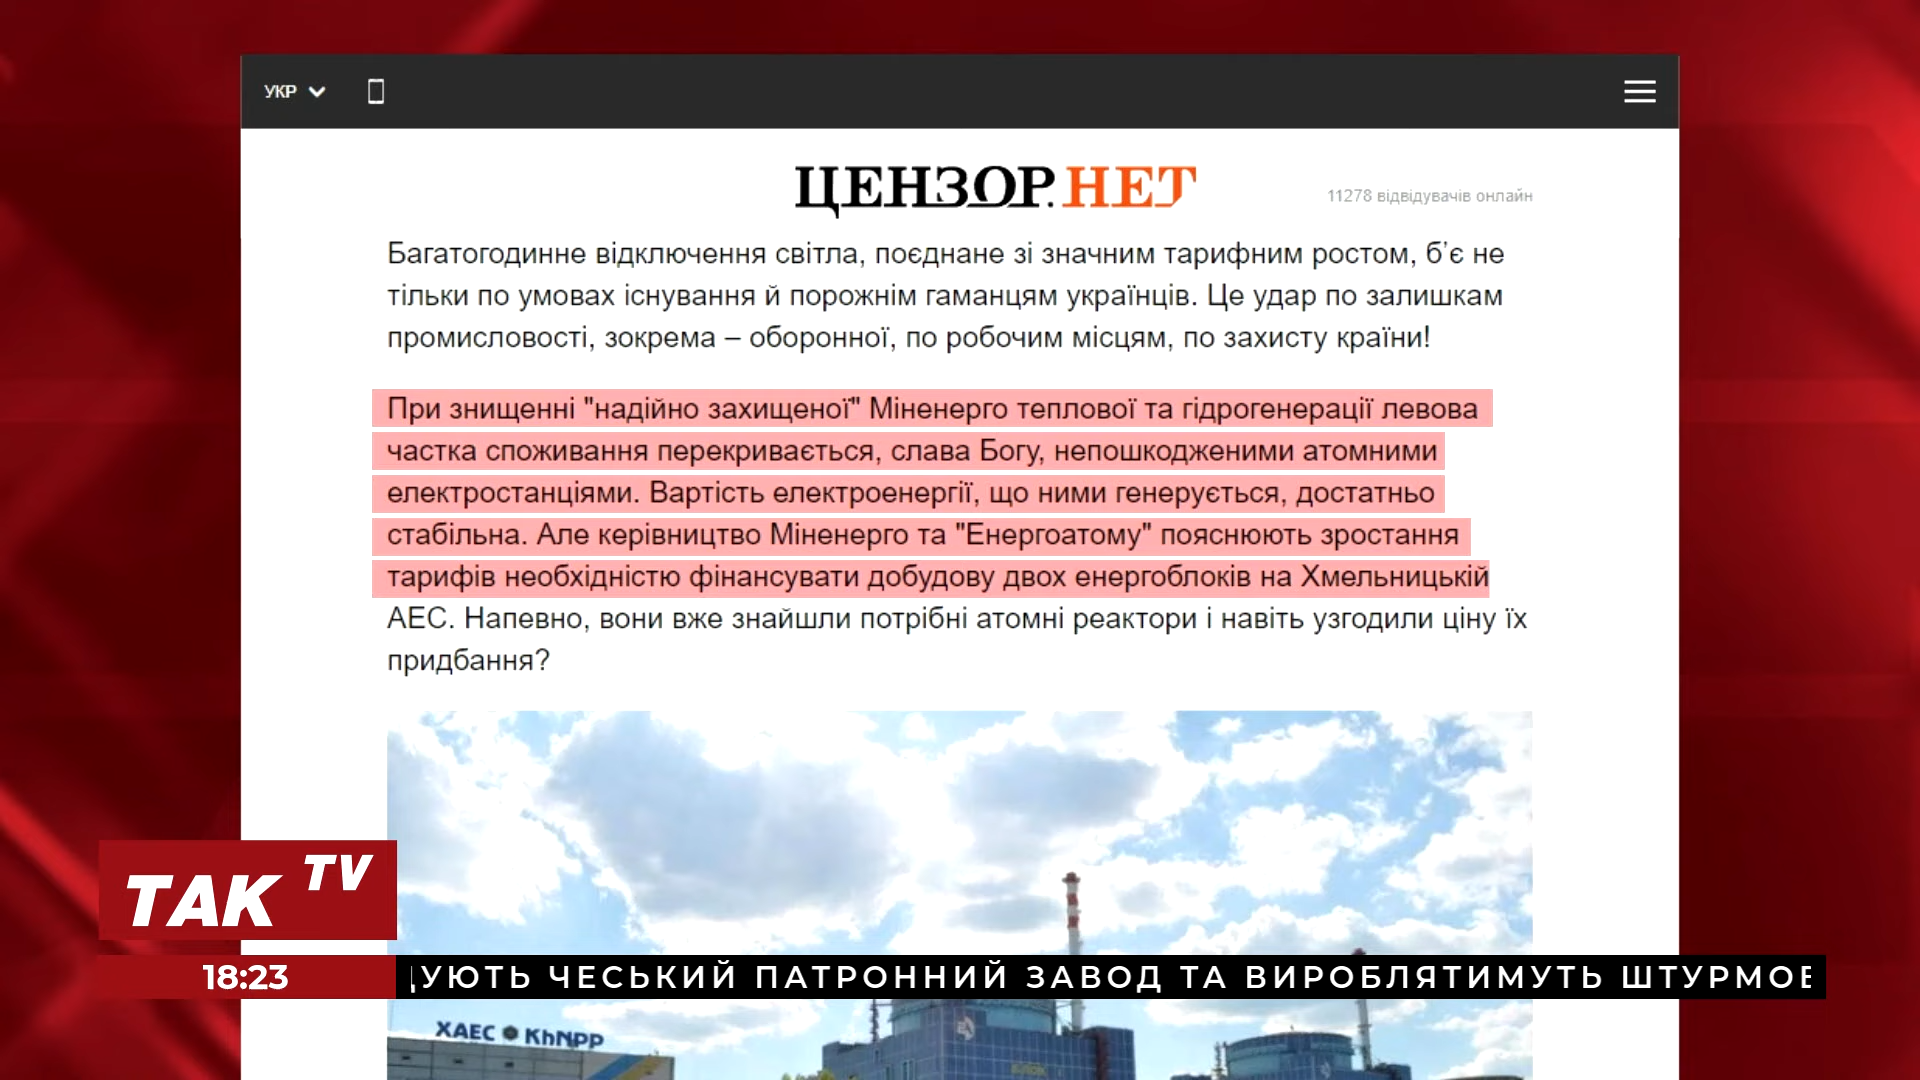 УКР
ЦЕНЗОР.НЕТ
11278 відвідувачів онлайн
Багатогодинне відключення світла, поєднане зі значним тарифним ростом, б’є не
тільки по умовах існування й порожнім гаманцям українців. Це удар по залишкам
промисловості, зокрема – оборонної, по робочим місцям, по захисту країни!
При знищенні "надійно захищеної" Міненерго теплової та гідрогенерації левова
частка споживання перекривається, слава Богу, непошкодженими атомними
електростанціями. Вартість електроенергії, що ними генерується, достатньо
стабільна. Але керівництво Міненерго та "Енергоатому" пояснюють зростання
тарифів необхідністю фінансувати добудову двох енергоблоків на Хмельницькій
АЕС. Напевно, вони вже знайшли потрібні атомні реактори і навіть узгодили ціну їх
придбання?
ТАК TV
18:23
ДУЮТЬ ЧЕСЬКИЙ ПАТРОННИЙ ЗАВОД ТА ВИРОБЛЯТИМУТЬ ШТУРМОВ
ХАЕС KhNPP
БЛОК